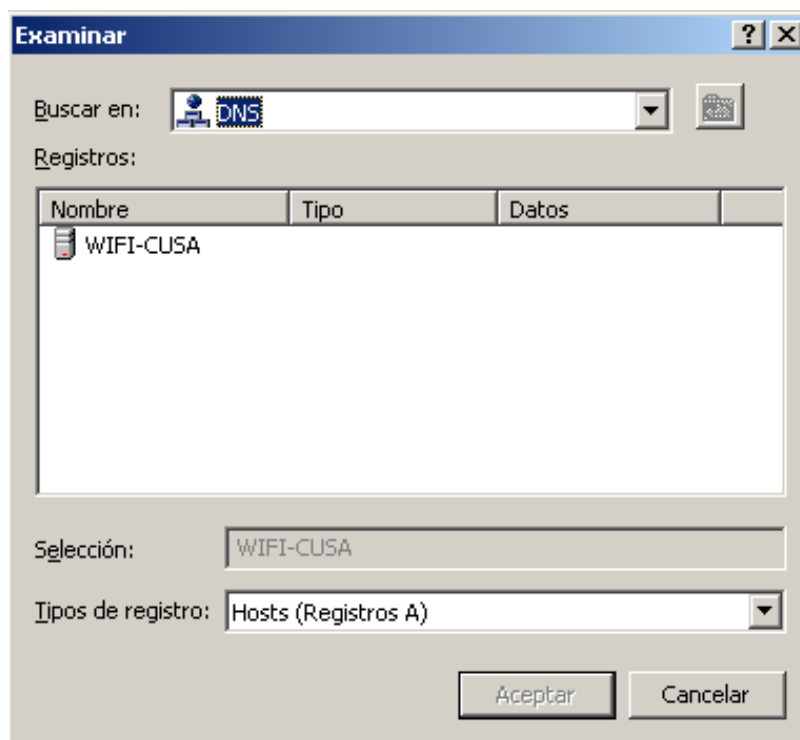 Examinar
Buscar en: DNS
Registros:
Nombre Tipo Datos
WIFI-CUSA
Selección: WIFI-CUSA
Tipos de registro: Hosts (Registros A)
Aceptar Cancelar